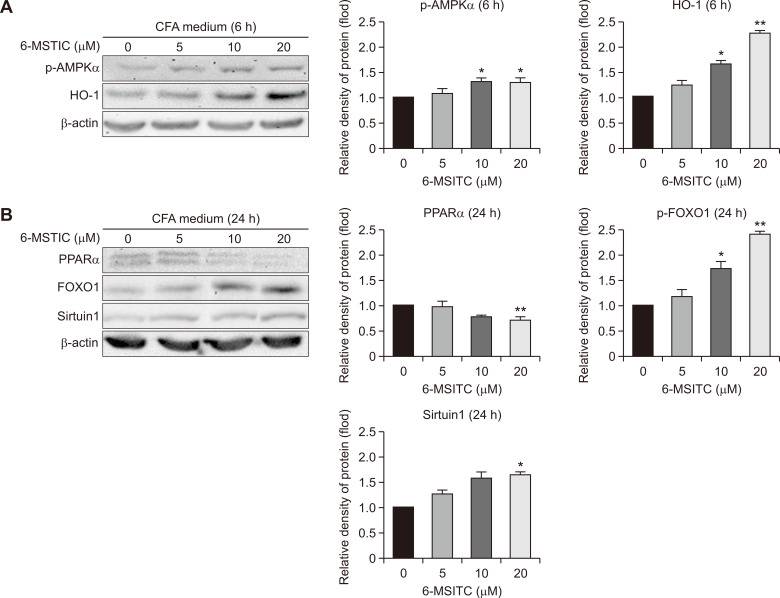 A
CFA medium (6 h)
6-MSTIC (μM) 0 5 10 20
p-AMPKα
HO-1
β-actin
p-AMPKα (6 h)
Relative density of protein (flod)
3.0
2.5
2.0
1.5
1.0
0.5
0
* *
0 5 10 20
6-MSITC (μM)
HO-1 (6 h)
Relative density of protein (flod)
2.5
2.0
1.5
1.0
0.5
0
* **
0 5 10 20
6-MSITC (μM)
B
CFA medium (24 h)
6-MSTIC (μM) 0 5 10 20
PPARα
FOXO1
Sirtuin1
β-actin
PPARα (24 h)
Relative density of protein (flod)
2.5
2.0
1.5
1.0
0.5
0
**
0 5 10 20
6-MSITC (μM)
p-FOXO1 (24 h)
Relative density of protein (flod)
2.5
2.0
1.5
1.0
0.5
0
* **
0 5 10 20
6-MSITC (μM)
Sirtuin1 (24 h)
Relative density of protein (flod)
2.5
2.0
1.5
1.0
0.5
0
*
0 5 10 20
6-MSITC (μM)